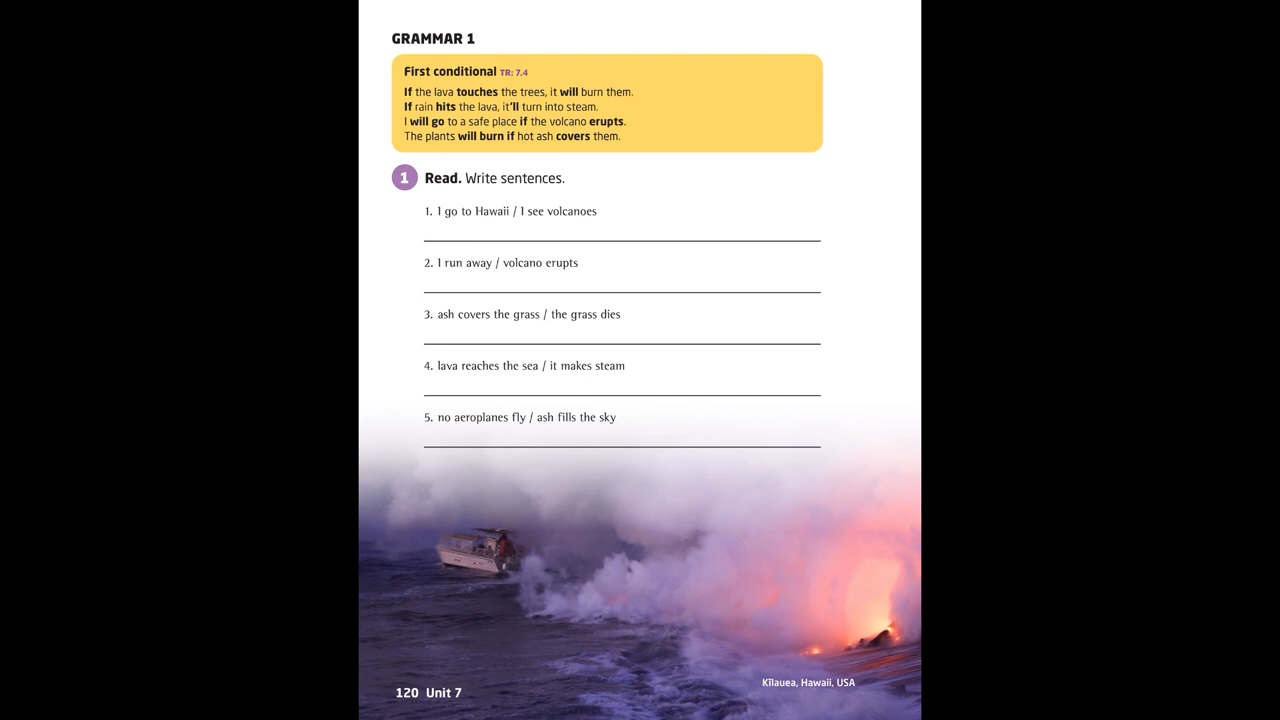 GRAMMAR 1
First conditional TR: 7.4
If the lava touches the trees, it will burn them.
If rain hits the lava, it'll turn into steam.
I will go to a safe place if the volcano erupts.
The plants will burn if hot ash covers them.
1 Read. Write sentences.
1. I go to Hawaii / I see volcanoes
2. I run away / volcano erupts
3. ash covers the grass / the grass dies
4. lava reaches the sea / it makes steam
5. no aeroplanes fly / ash fills the sky
Kīlauea, Hawaii, USA
120 Unit 7